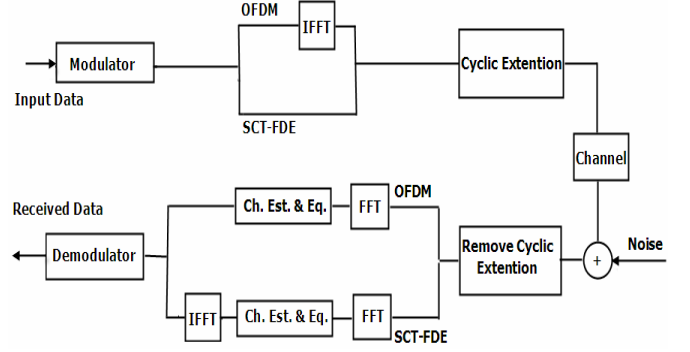 OFDM
IFFT
Modulator
Cyclic Extention
Input Data
SCT-FDE
Channel
Received Data
Ch. Est. & Eq.
FFT
OFDM
Demodulator
Remove Cyclic
Extention
+
Noise
IFFT
Ch. Est. & Eq.
FFT
SCT-FDE